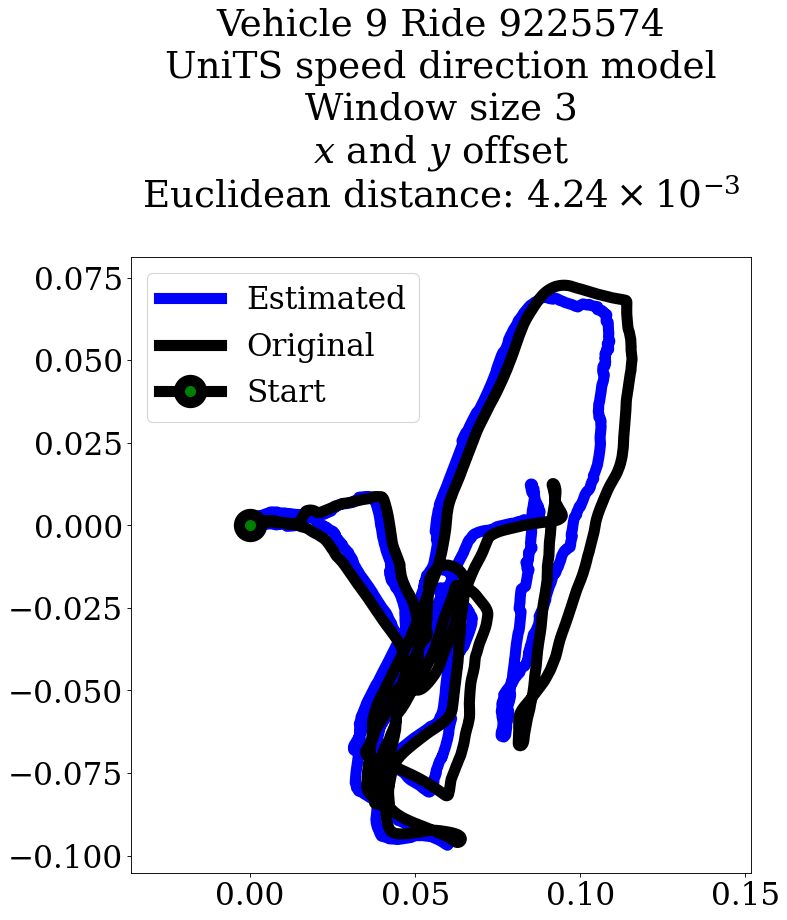 Vehicle 9 Ride 9225574
UniTS speed direction model
Window size 3
x and y offset
Euclidean distance: 4.24 × 10⁻³
Estimated
Original
Start
0.075
0.050
0.025
0.000
−0.025
−0.050
−0.075
−0.100
0.00 0.05 0.10 0.15